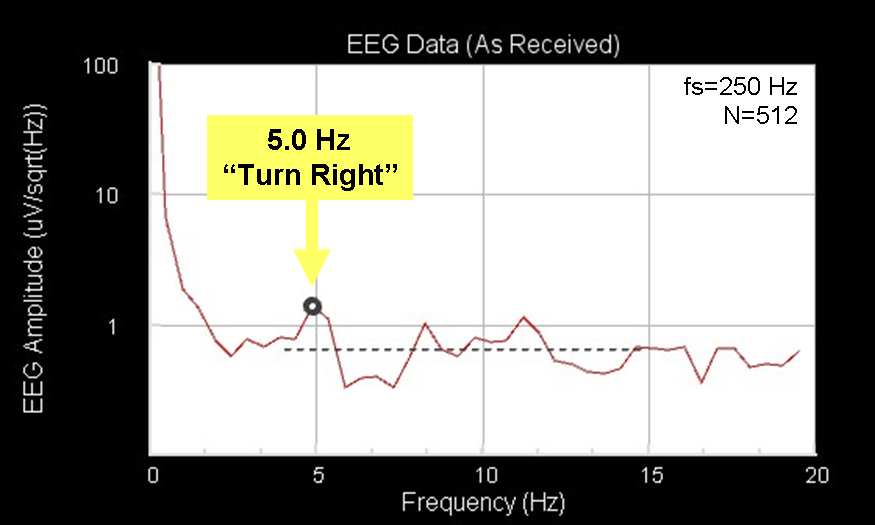 EEG Data (As Received)
fs=250 Hz
N=512
5.0 Hz
“Turn Right”
EEG Amplitude (uV/sqrt(Hz))
100
10
1
0 5 10 15 20
Frequency (Hz)